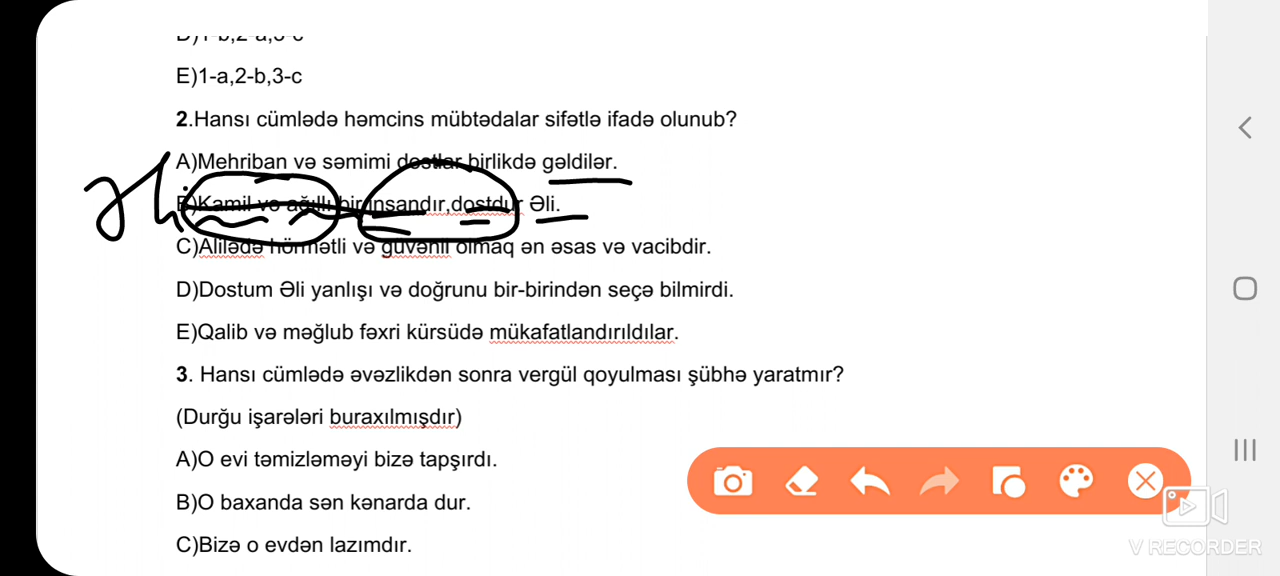 E)1-a,2-b,3-c
2.Hansı cümlədə həmcins mübtədalar sifətlə ifadə olunub?
A)Mehriban və səmimi dostlar birlikdə gəldilər.
B)Kamil və ağıllı bir insandır,dostdur Əli.
C)Alilədə hörmətli və güvənli olmaq ən əsas və vacibdir.
D)Dostum Əli yanlışı və doğrunu bir-birindən seçə bilmirdi.
E)Qalib və məğlub fəxri kürsüdə mükafatlandırıldılar.
3. Hansı cümlədə əvəzlikdən sonra vergül qoyulması şübhə yaratmır?
(Durğu işarələri buraxılmışdır)
A)O evi təmizləməyi bizə tapşırdı.
B)O baxanda sən kənarda dur.
C)Bizə o evdən lazımdır.
V RECORDER